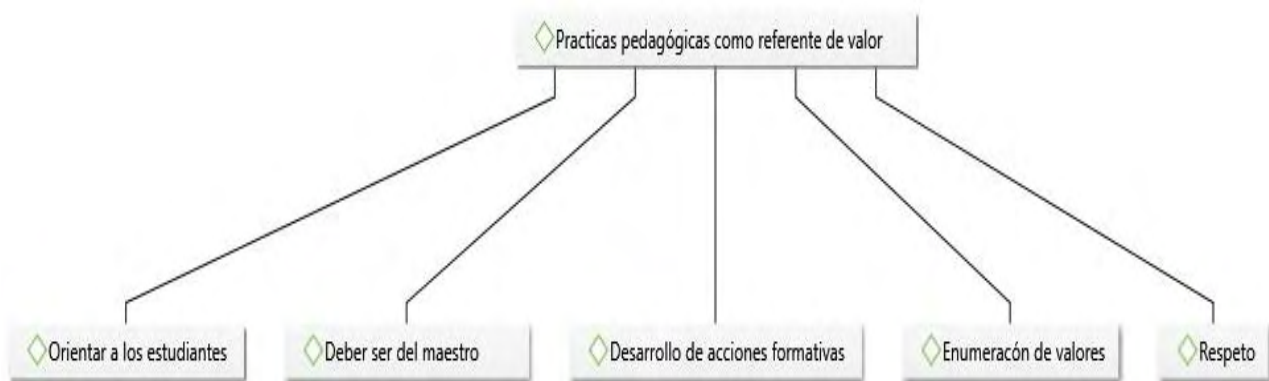 Practicas pedagógicas como referente de valor
Orientar a los estudiantes
Deber ser del maestro
Desarrollo de acciones formativas
Enumeracón de valores
Respeto